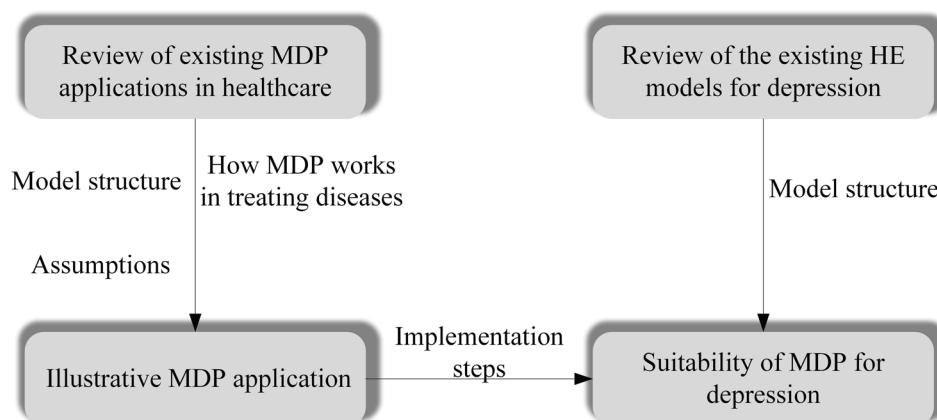 Review of existing MDP
applications in healthcare
Review of the existing HE
models for depression
Model structure
How MDP works
in treating diseases
Assumptions
Model structure
Illustrative MDP application
Implementation
steps
Suitability of MDP for
depression